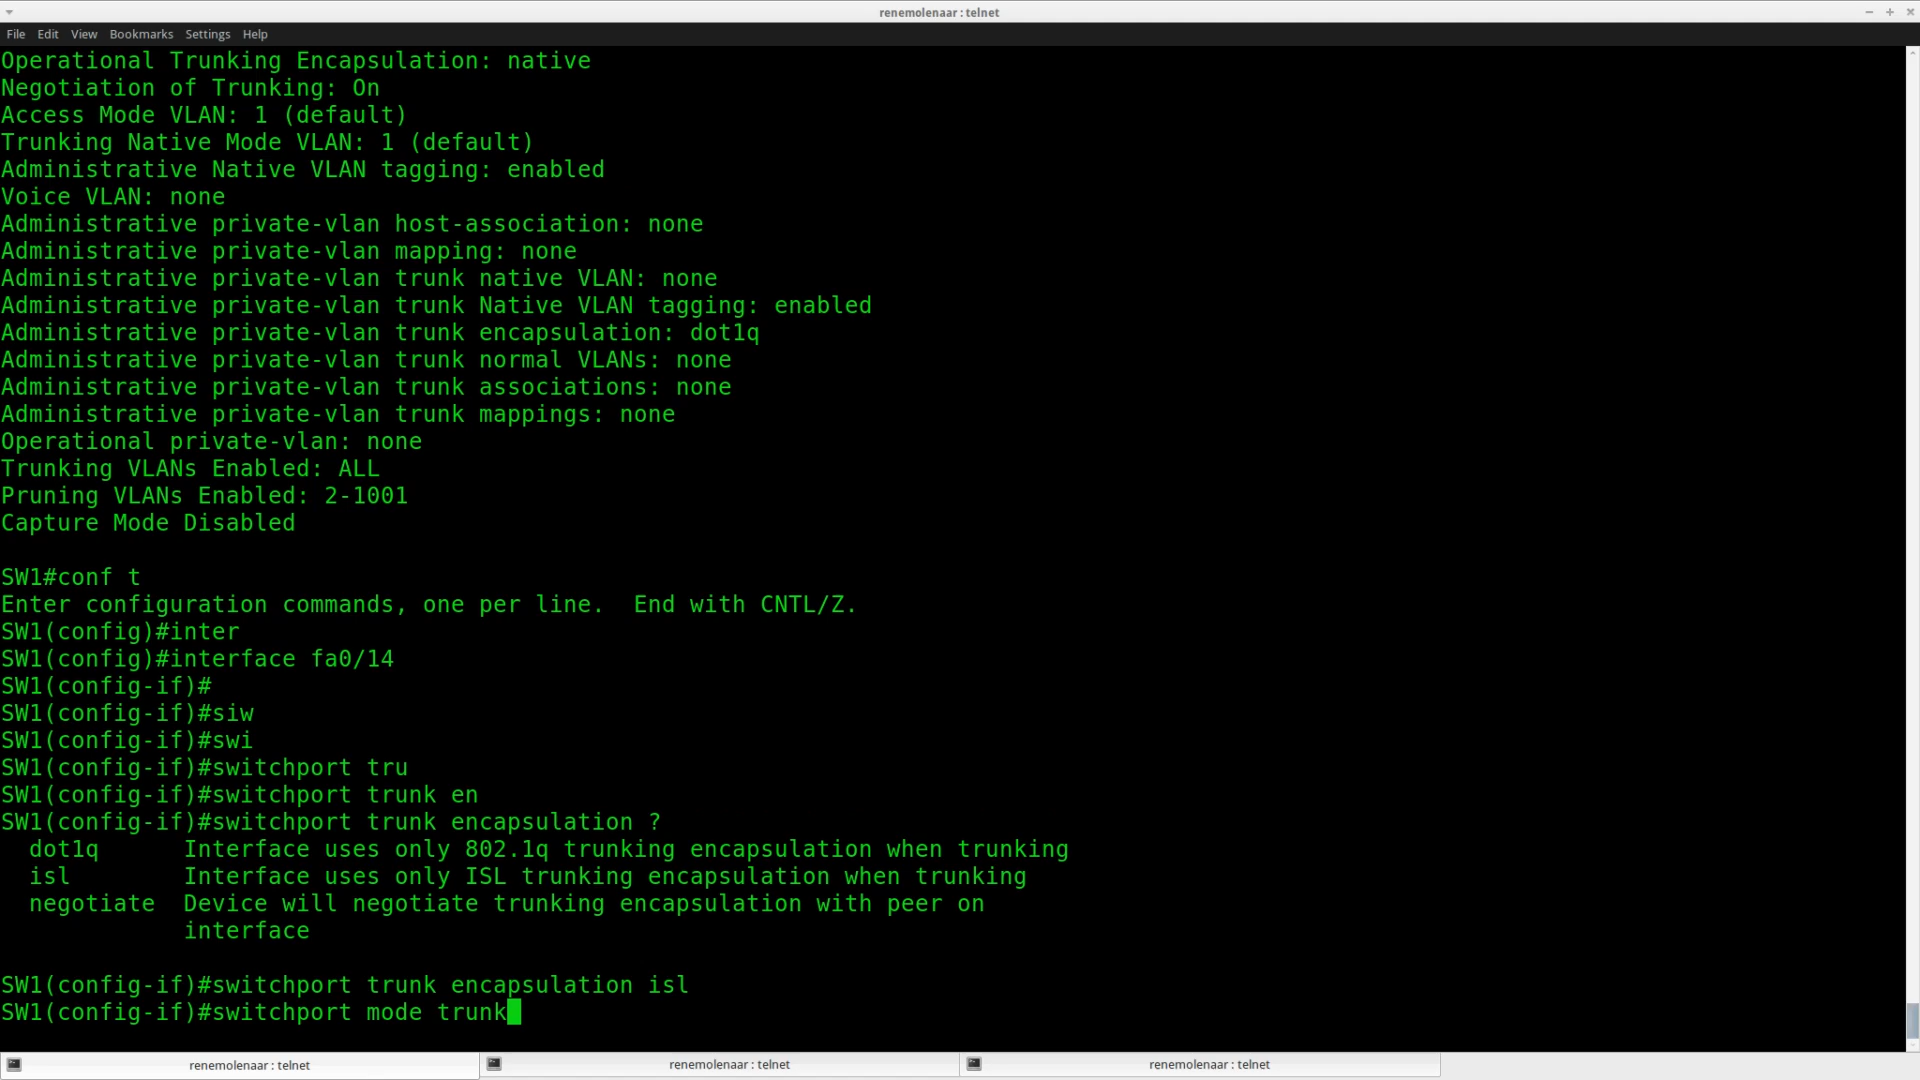 renemolenaar : telnet
File Edit View Bookmarks Settings Help
Operational Trunking Encapsulation: native
Negotiation of Trunking: On
Access Mode VLAN: 1 (default)
Trunking Native Mode VLAN: 1 (default)
Administrative Native VLAN tagging: enabled
Voice VLAN: none
Administrative private-vlan host-association: none
Administrative private-vlan mapping: none
Administrative private-vlan trunk native VLAN: none
Administrative private-vlan trunk Native VLAN tagging: enabled
Administrative private-vlan trunk encapsulation: dot1q
Administrative private-vlan trunk normal VLANs: none
Administrative private-vlan trunk associations: none
Administrative private-vlan trunk mappings: none
Operational private-vlan: none
Trunking VLANs Enabled: ALL
Pruning VLANs Enabled: 2-1001
Capture Mode Disabled
SW1#conf t
Enter configuration commands, one per line.  End with CNTL/Z.
SW1(config)#inter
SW1(config)#interface fa0/14
SW1(config-if)#
SW1(config-if)#siw
SW1(config-if)#swi
SW1(config-if)#switchport tru
SW1(config-if)#switchport trunk en
SW1(config-if)#switchport trunk encapsulation ?
  dot1q      Interface uses only 802.1q trunking encapsulation when trunking
  isl        Interface uses only ISL trunking encapsulation when trunking
  negotiate  Device will negotiate trunking encapsulation with peer on
             interface
SW1(config-if)#switchport trunk encapsulation isl
SW1(config-if)#switchport mode trunk
renemolenaar : telnet renemolenaar : telnet renemolenaar : telnet